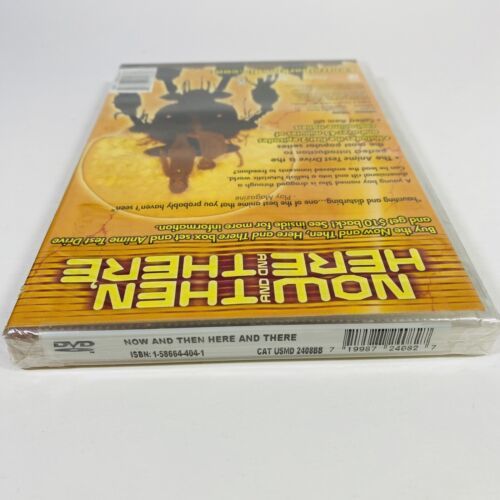 NOW AND THEN
HERE AND THERE
Buy the Now and Then, Here and There box set and Anime Test Drive
and get $10 back! See inside for more information.
"Haunting and disturbing...one of the best anime that you probably haven't seen"
Play Magazine
A young boy named Shu is dragged through a
dimensional rift and into a hellish futuristic world.
Can he lead the enslaved innocents to freedom?
• The Anime Test Drive is the
perfect introduction to
the most popular series
DVD
NOW AND THEN HERE AND THERE
ISBN: 1-58664-404-1
CAT USMD 2408BB
7 19987 24082 7